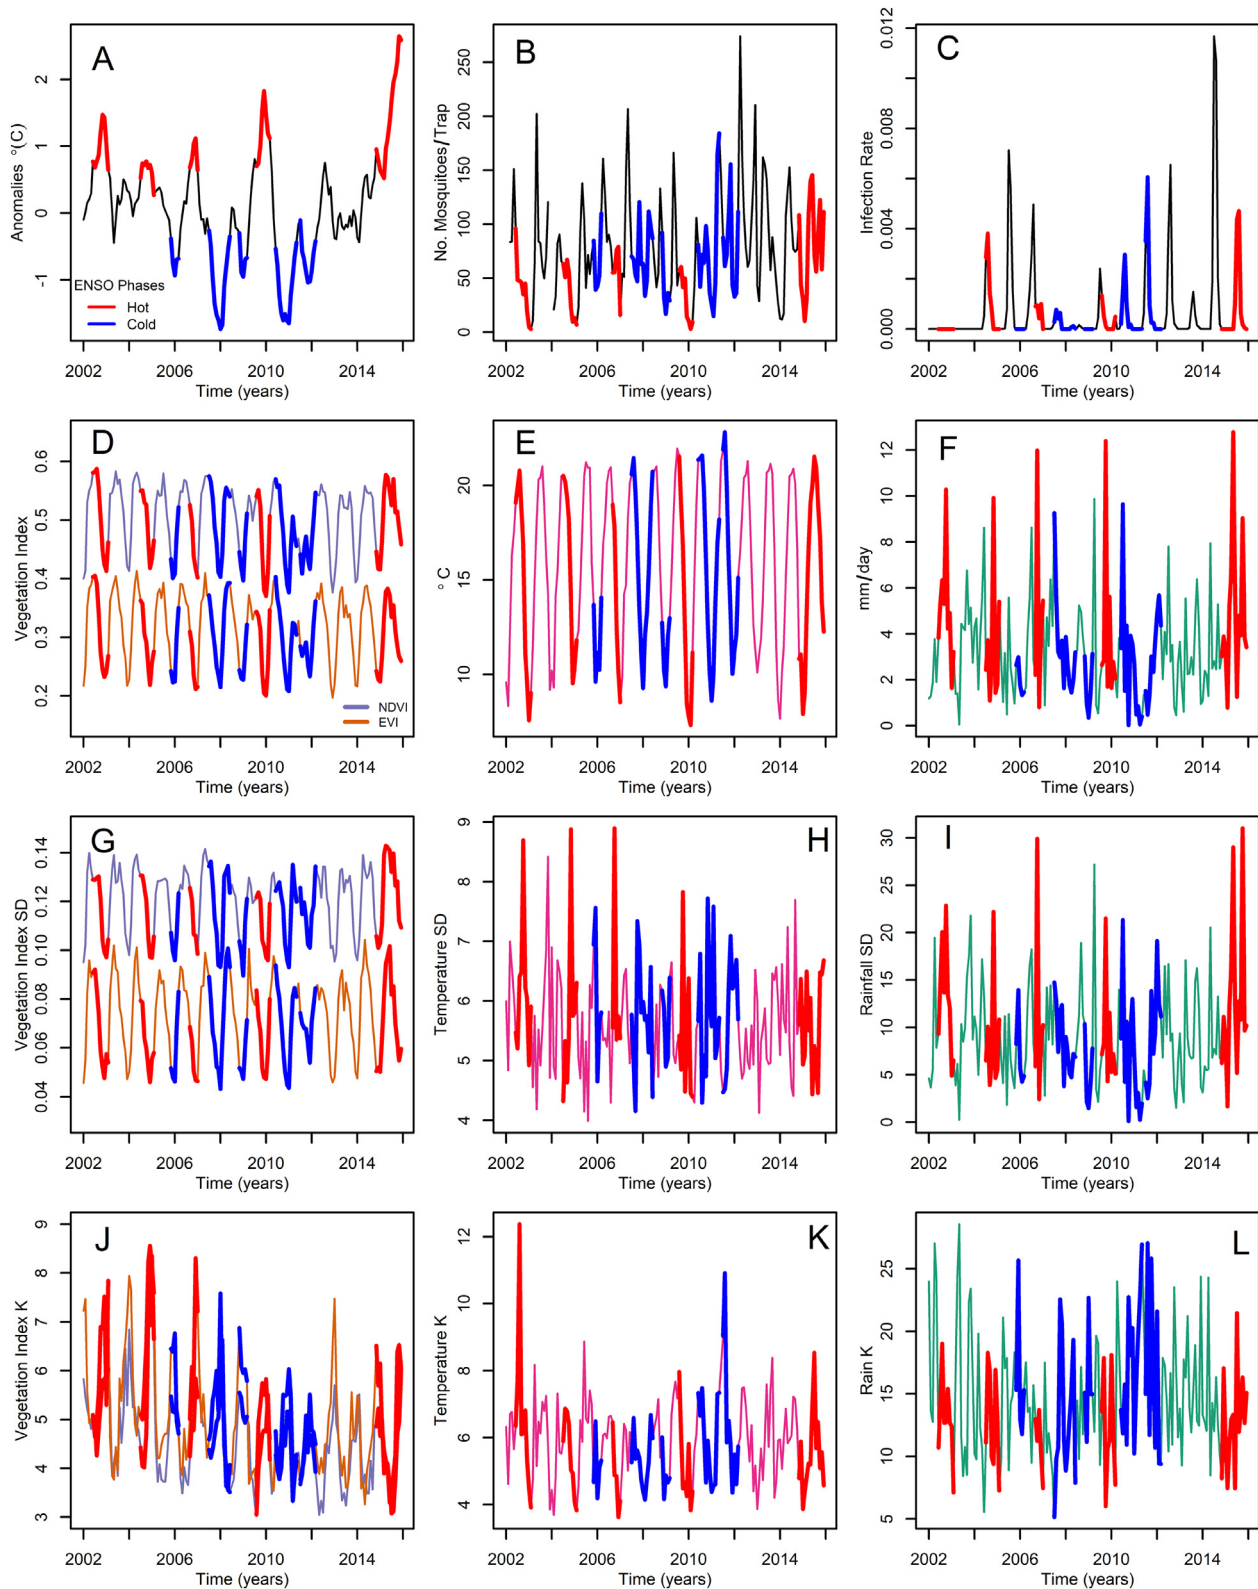 A
Anomalies °(C)
2
1
0
-1
ENSO Phases
Hot
Cold
2002 2006 2010 2014
Time (years)
B
No. Mosquitoes/Trap
250
200
150
100
50
0
2002 2006 2010 2014
Time (years)
C
Infection Rate
0.012
0.008
0.004
0.000
2002 2006 2010 2014
Time (years)
D
Vegetation Index
0.6
0.5
0.4
0.3
0.2
NDVI
EVI
2002 2006 2010 2014
Time (years)
E
° C
20
15
10
2002 2006 2010 2014
Time (years)
F
mm/day
12
10
8
6
4
2
0
2002 2006 2010 2014
Time (years)
G
Vegetation Index SD
0.14
0.12
0.10
0.08
0.06
0.04
2002 2006 2010 2014
Time (years)
H
Temperature SD
9
8
7
6
5
4
2002 2006 2010 2014
Time (years)
I
Rainfall SD
30
25
20
15
10
5
0
2002 2006 2010 2014
Time (years)
J
Vegetation Index K
9
8
7
6
5
4
3
2002 2006 2010 2014
Time (years)
K
Temperature K
12
10
8
6
4
2002 2006 2010 2014
Time (years)
L
Rain K
25
20
15
10
5
2002 2006 2010 2014
Time (years)